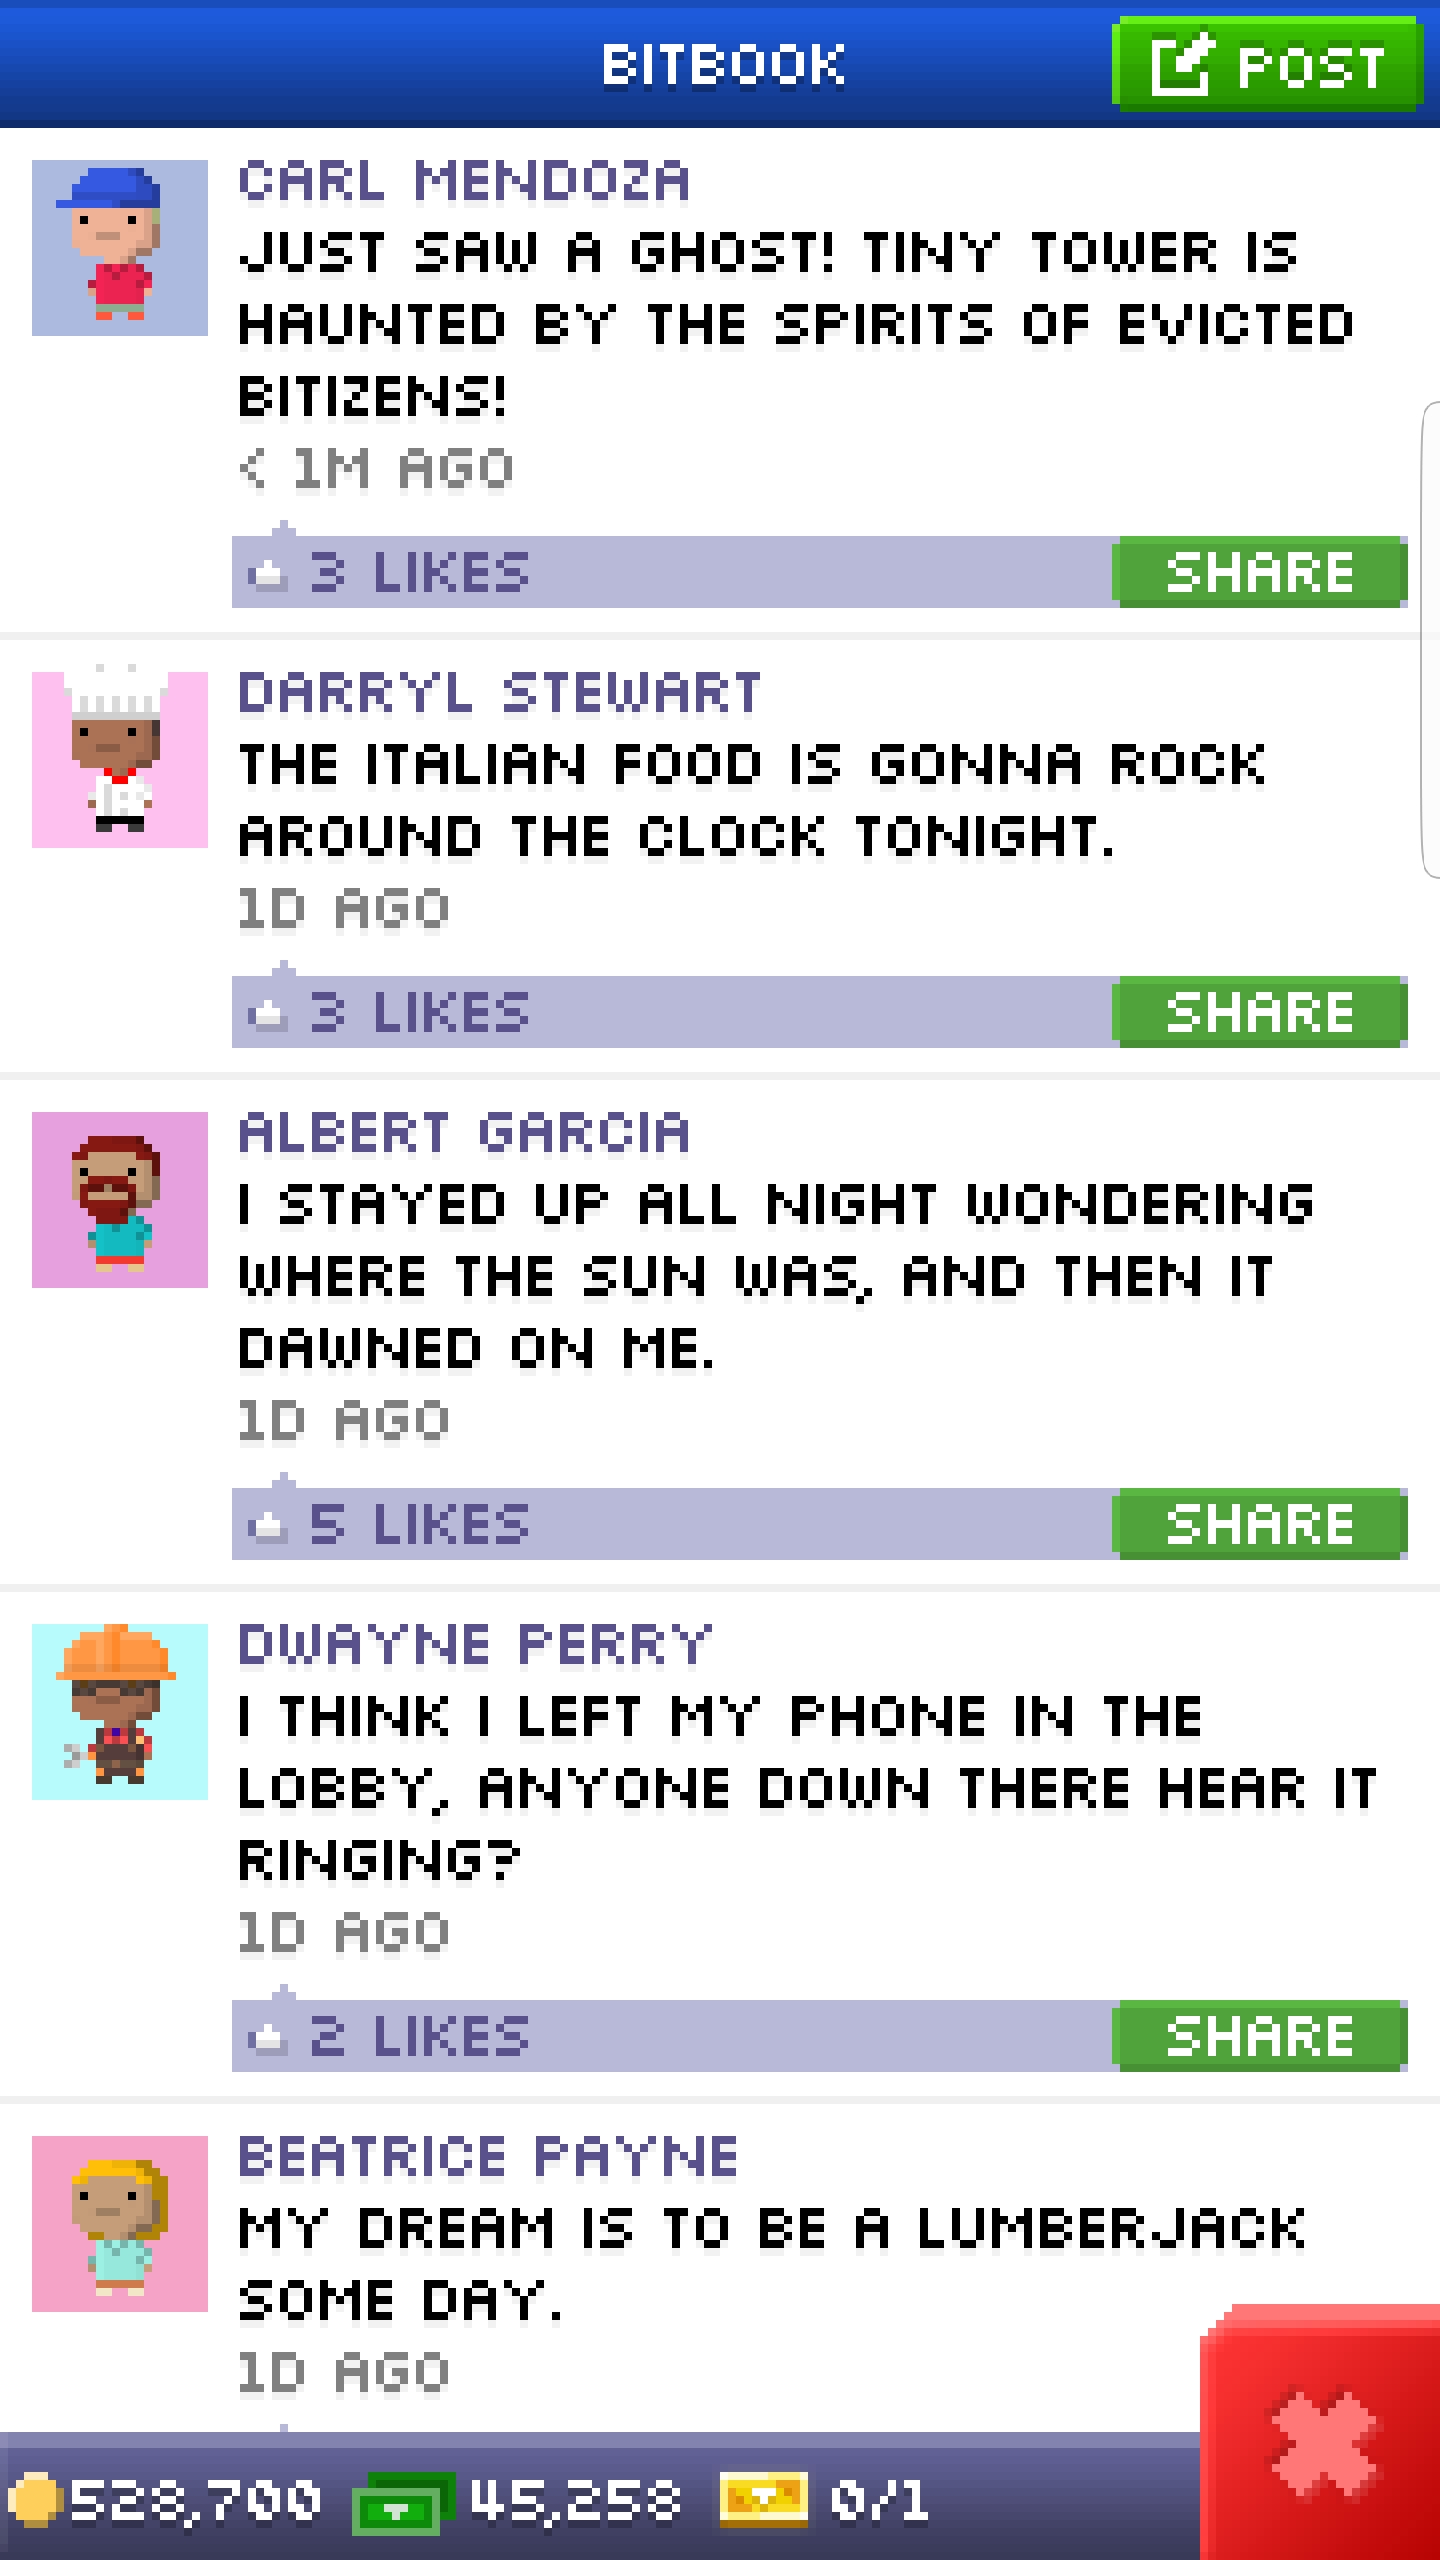 BITBOOK
POST
CARL MENDOZA
JUST SAW A GHOST! TINY TOWER IS
HAUNTED BY THE SPIRITS OF EVICTED
BITIZENS!
< 1M AGO
3 LIKES
SHARE
DARRYL STEWART
THE ITALIAN FOOD IS GONNA ROCK
AROUND THE CLOCK TONIGHT.
1D AGO
3 LIKES
SHARE
ALBERT GARCIA
I STAYED UP ALL NIGHT WONDERING
WHERE THE SUN WAS, AND THEN IT
DAWNED ON ME.
1D AGO
5 LIKES
SHARE
DWAYNE PERRY
I THINK I LEFT MY PHONE IN THE
LOBBY, ANYONE DOWN THERE HEAR IT
RINGING?
1D AGO
2 LIKES
SHARE
BEATRICE PAYNE
MY DREAM IS TO BE A LUMBERJACK
SOME DAY.
1D AGO
528,700 45,258 0/1